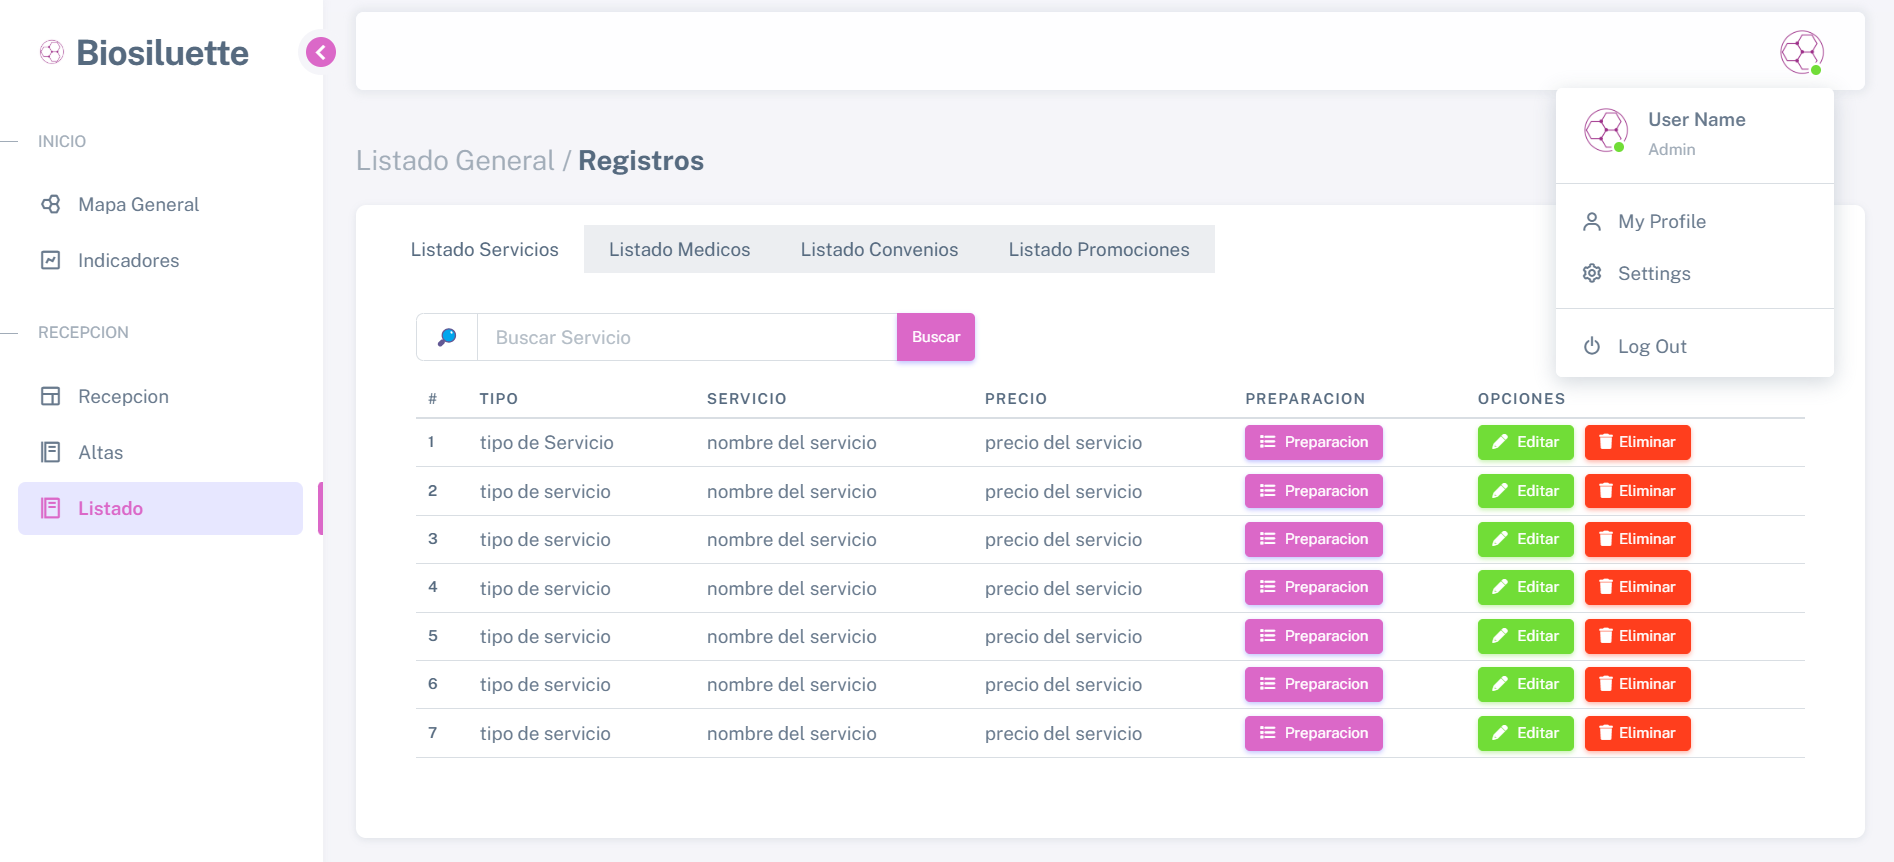 Biosiluette
INICIO
Mapa General
Indicadores
RECEPCION
Recepcion
Altas
Listado
User Name
Admin
My Profile
Settings
Log Out
Listado General / Registros
Listado Servicios Listado Medicos Listado Convenios Listado Promociones
Buscar Servicio Buscar
# TIPO SERVICIO PRECIO PREPARACION OPCIONES
1 tipo de Servicio nombre del servicio precio del servicio Preparacion Editar Eliminar
2 tipo de servicio nombre del servicio precio del servicio Preparacion Editar Eliminar
3 tipo de servicio nombre del servicio precio del servicio Preparacion Editar Eliminar
4 tipo de servicio nombre del servicio precio del servicio Preparacion Editar Eliminar
5 tipo de servicio nombre del servicio precio del servicio Preparacion Editar Eliminar
6 tipo de servicio nombre del servicio precio del servicio Preparacion Editar Eliminar
7 tipo de servicio nombre del servicio precio del servicio Preparacion Editar Eliminar